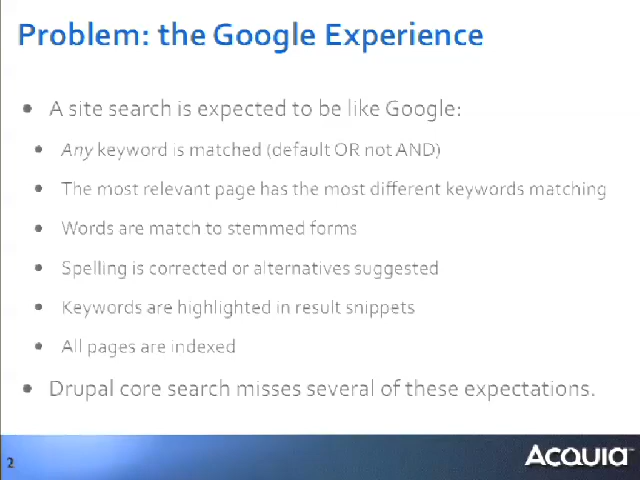 Problem: the Google Experience
• A site search is expected to be like Google:
• Any keyword is matched (default OR not AND)
• The most relevant page has the most different keywords matching
• Words are match to stemmed forms
• Spelling is corrected or alternatives suggested
• Keywords are highlighted in result snippets
• All pages are indexed
• Drupal core search misses several of these expectations.
2
ACQUIA